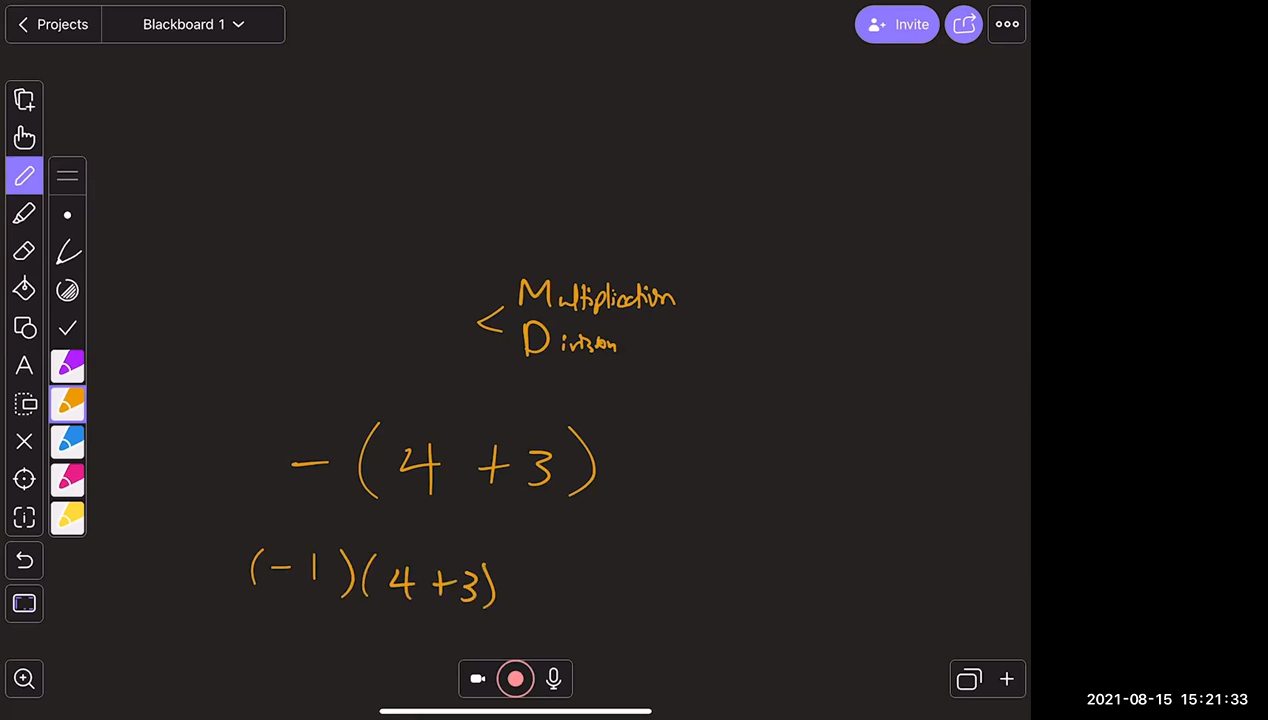 Projects
Blackboard 1
Invite
< Multiplication
Division
- ( 4 + 3 )
( - 1 ) ( 4 + 3 )
A
2021-08-15 15:21:33